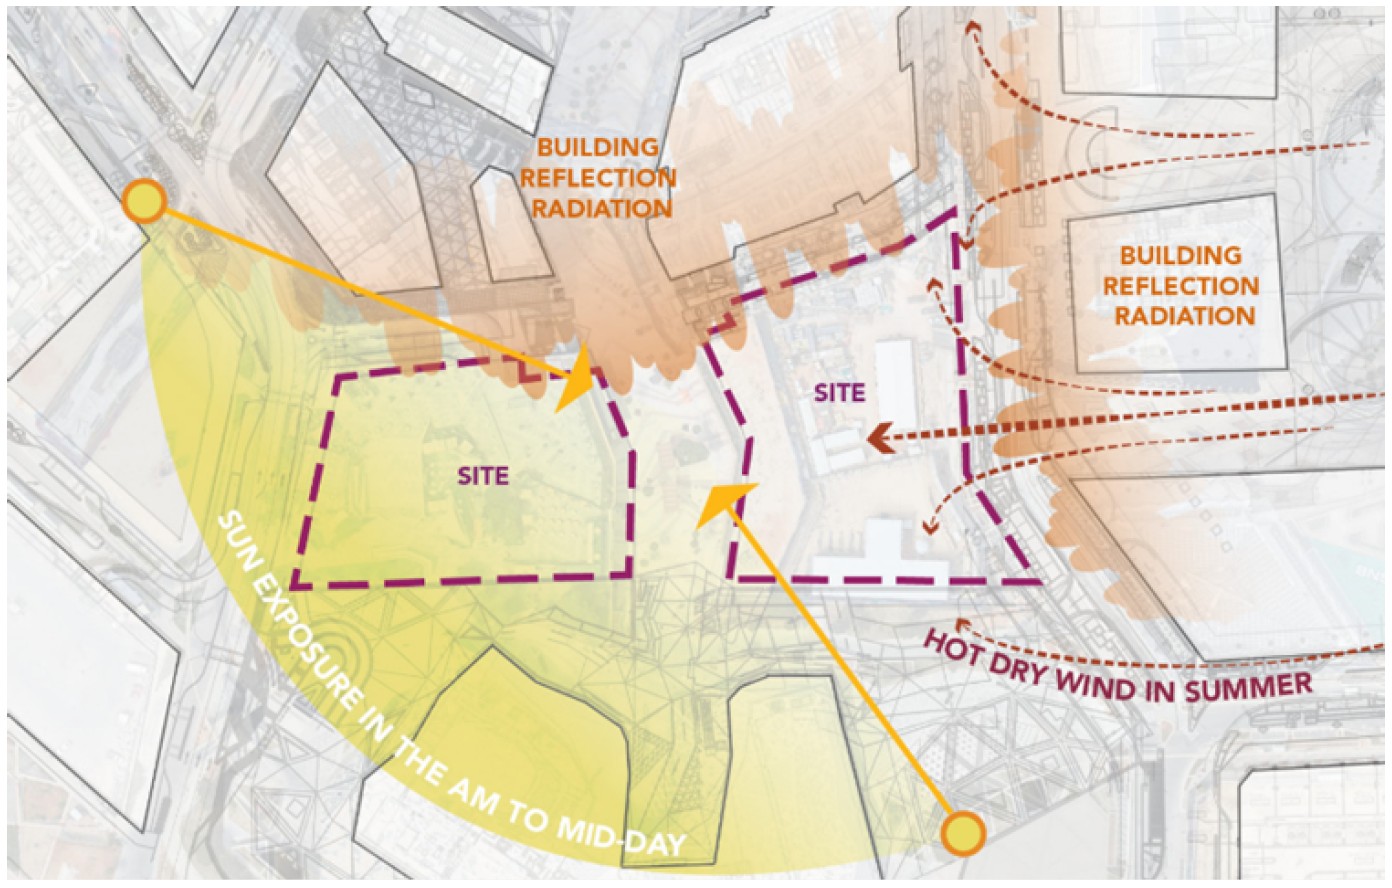 BUILDING
REFLECTION
RADIATION
BUILDING
REFLECTION
RADIATION
SITE
SITE
SUN EXPOSURE IN THE AM TO MID-DAY
HOT DRY WIND IN SUMMER